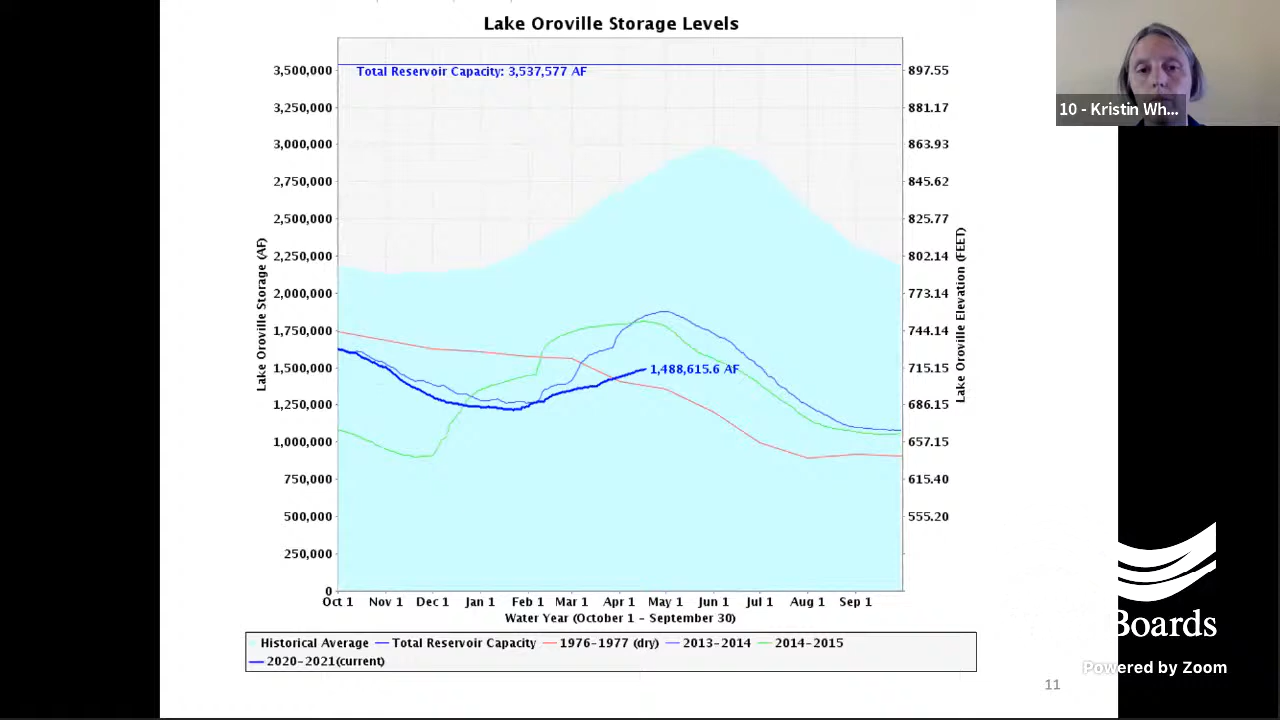 Lake Oroville Storage Levels
Total Reservoir Capacity: 3,537,577 AF
3,500,000
3,250,000
3,000,000
2,750,000
2,500,000
2,250,000
2,000,000
1,750,000
1,500,000
1,250,000
1,000,000
750,000
500,000
250,000
0
Lake Oroville Storage (AF)
1,488,615.6 AF
897.55
881.17
863.93
845.62
825.77
802.14
773.14
744.14
715.15
686.15
657.15
615.40
555.20
Lake Oroville Elevation (FEET)
Oct 1 Nov 1 Dec 1 Jan 1 Feb 1 Mar 1 Apr 1 May 1 Jun 1 Jul 1 Aug 1 Sep 1
Water Year (October 1 - September 30)
Historical Average Total Reservoir Capacity 1976-1977 (dry) 2013-2014 2014-2015
2020-2021(current)
11
10 - Kristin Wh...
Boards
Powered by Zoom